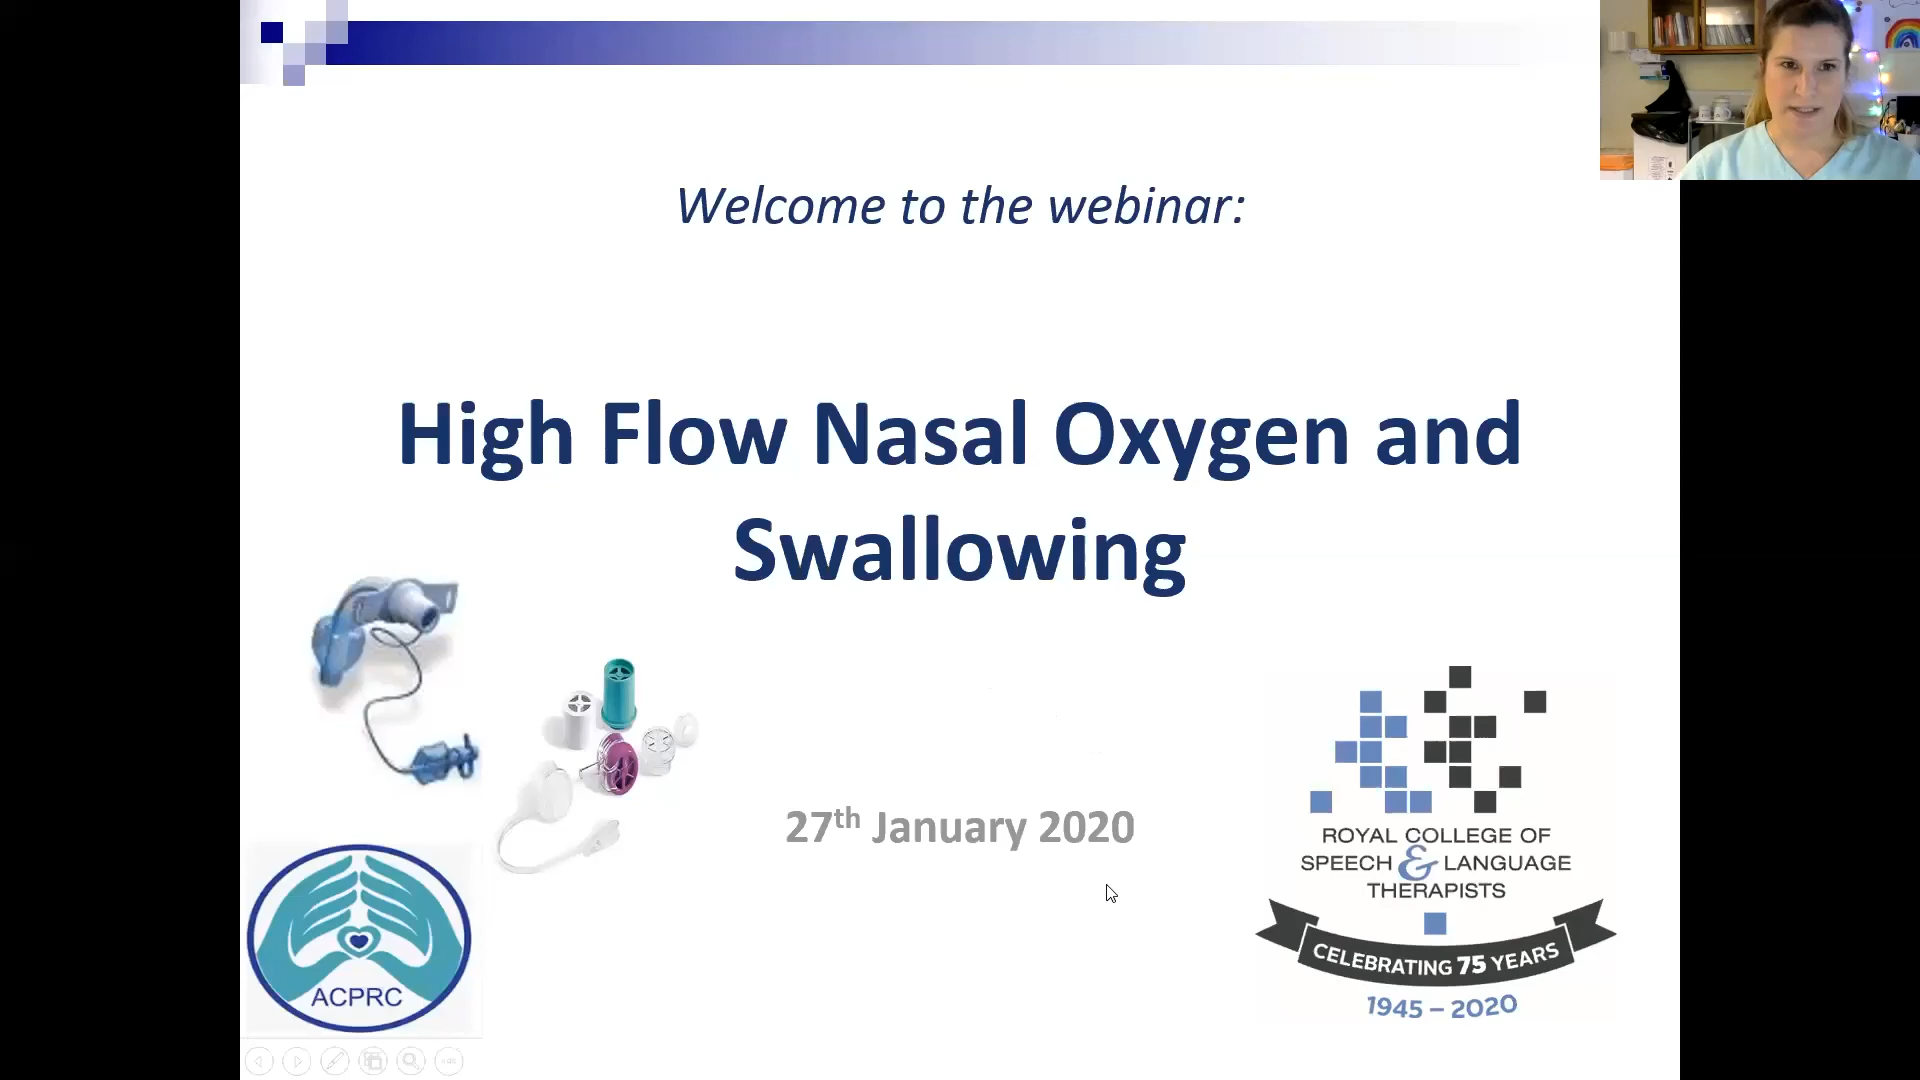 Welcome to the webinar:
High Flow Nasal Oxygen and
Swallowing
27th January 2020
ACPRC
ROYAL COLLEGE OF
SPEECH & LANGUAGE
THERAPISTS
CELEBRATING 75 YEARS
1945 – 2020